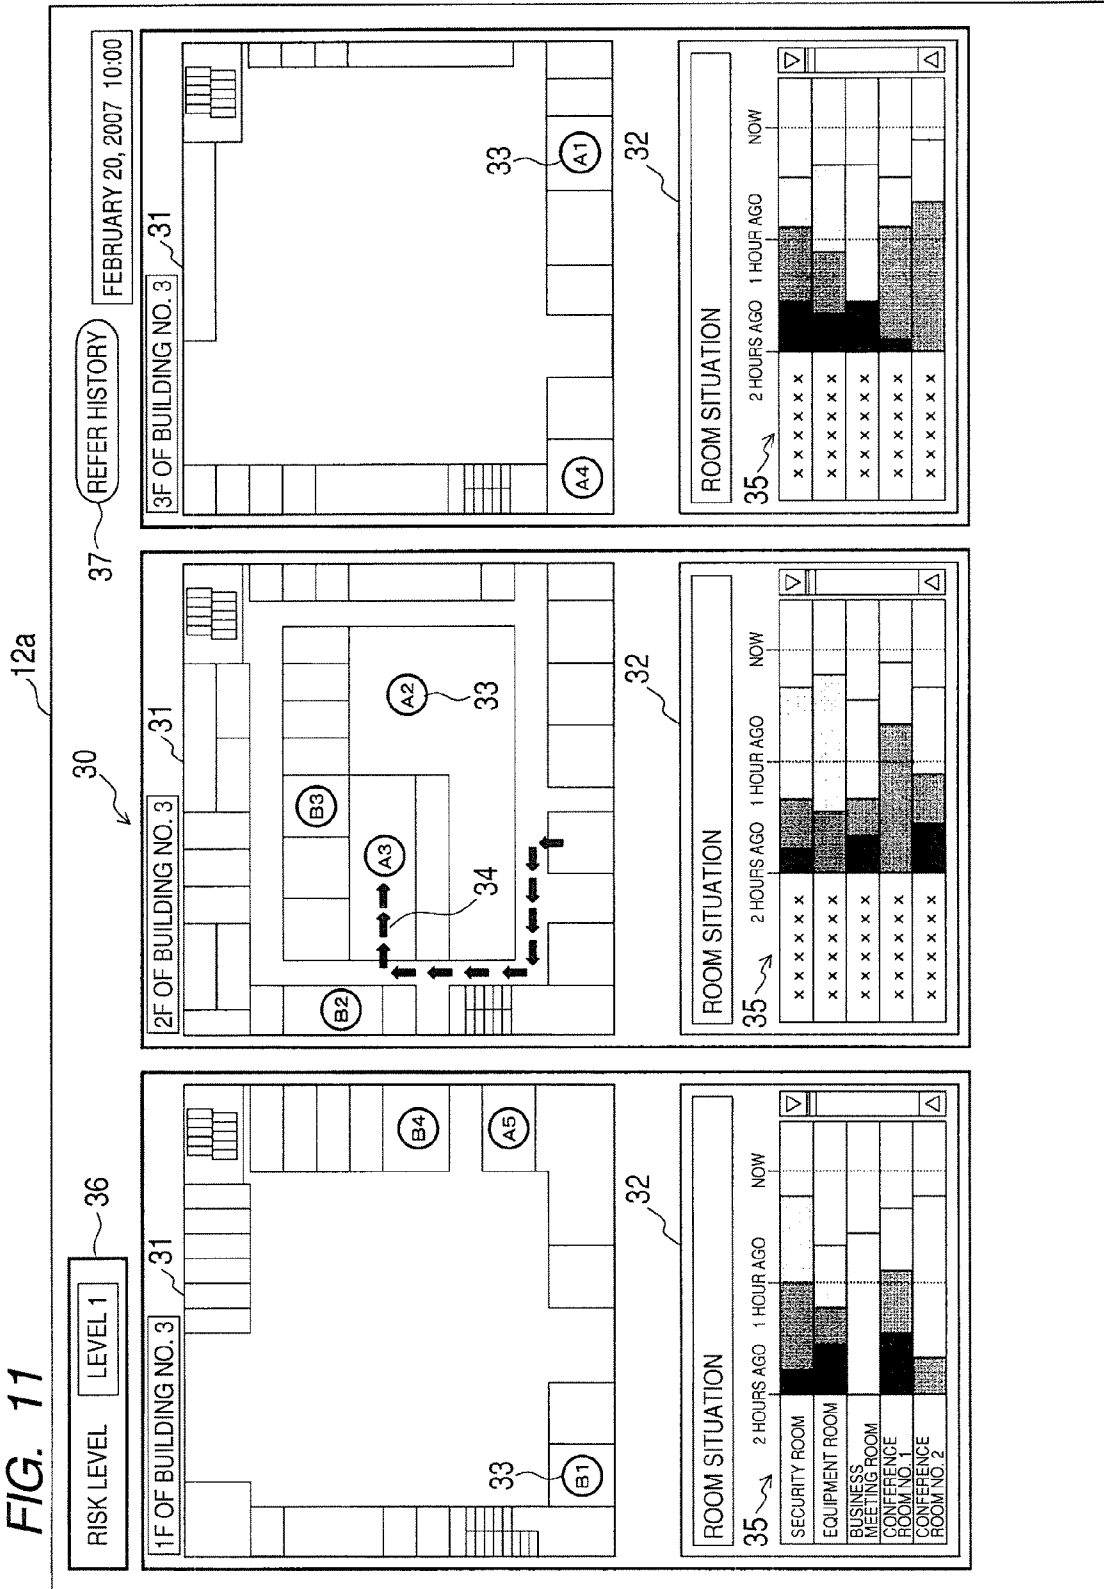 FIG. 11
12a
30
RISK LEVEL LEVEL 1
36
37
REFER HISTORY
FEBRUARY 20, 2007 10:00
1F OF BUILDING NO. 3
31
B4
A5
33
B1
32
ROOM SITUATION
35
2 HOURS AGO 1 HOUR AGO NOW
SECURITY ROOM
EQUIPMENT ROOM
BUSINESS
MEETING ROOM
CONFERENCE
ROOM NO. 1
CONFERENCE
ROOM NO. 2
2F OF BUILDING NO. 3
31
B2
B3
A3
A2
33
34
32
ROOM SITUATION
35
2 HOURS AGO 1 HOUR AGO NOW
x x x x x x
x x x x x x
x x x x x x
x x x x x x
x x x x x x
3F OF BUILDING NO. 3
31
33
A4
A1
32
ROOM SITUATION
35
2 HOURS AGO 1 HOUR AGO NOW
x x x x x x
x x x x x x
x x x x x x
x x x x x x
x x x x x x